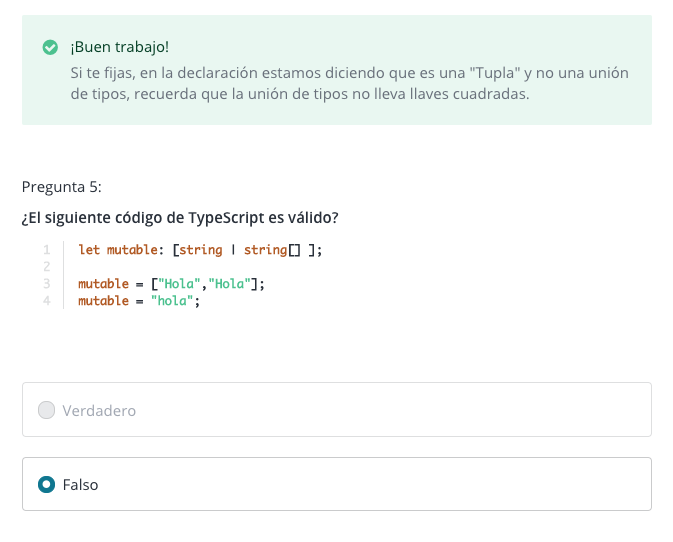 ¡Buen trabajo!
Si te fijas, en la declaración estamos diciendo que es una "Tupla" y no una unión
de tipos, recuerda que la unión de tipos no lleva llaves cuadradas.
Pregunta 5:
¿El siguiente código de TypeScript es válido?
1 let mutable: [string | string[] ];
2
3 mutable = ["Hola","Hola"];
4 mutable = "hola";
Verdadero
Falso